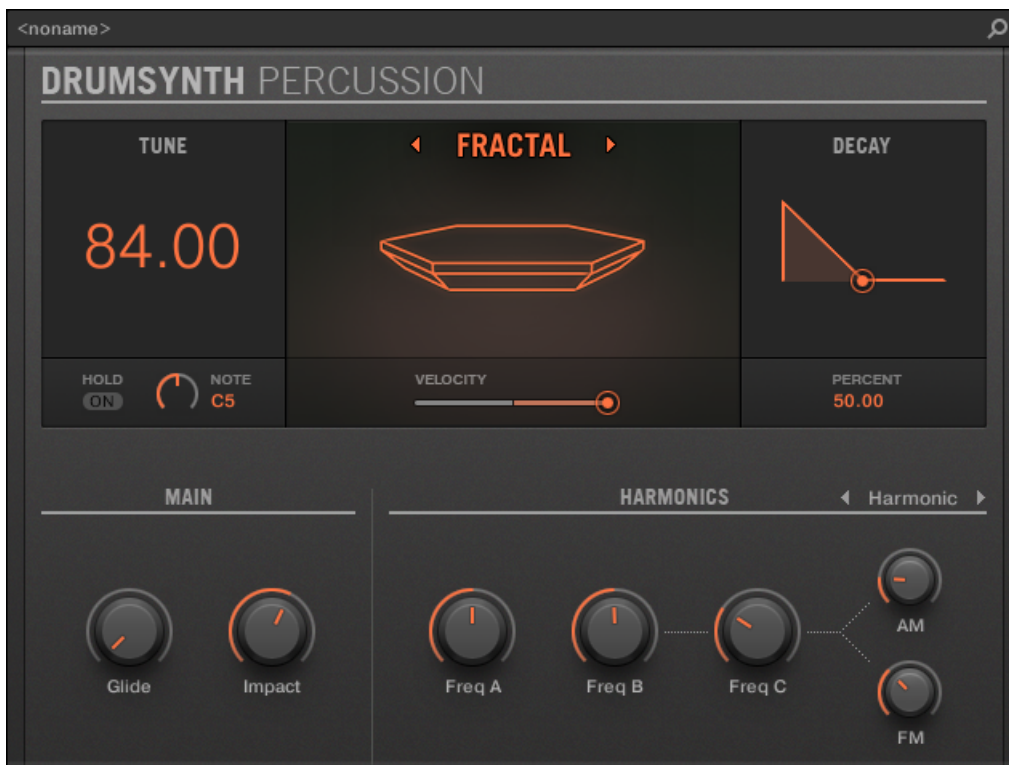 <noname>
DRUMSYNTH PERCUSSION
TUNE
84.00
HOLD
ON
NOTE
C5
FRACTAL
VELOCITY
DECAY
PERCENT
50.00
MAIN
Glide
Impact
HARMONICS
Harmonic
Freq A
Freq B
Freq C
AM
FM